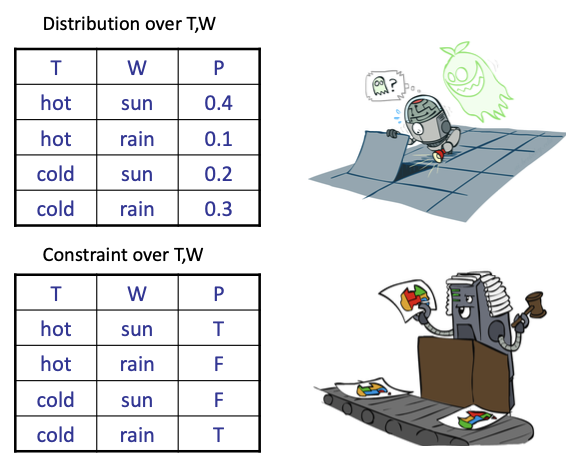 Distribution over T,W
T W P
hot sun 0.4
hot rain 0.1
cold sun 0.2
cold rain 0.3
?
Constraint over T,W
T W P
hot sun T
hot rain F
cold sun F
cold rain T